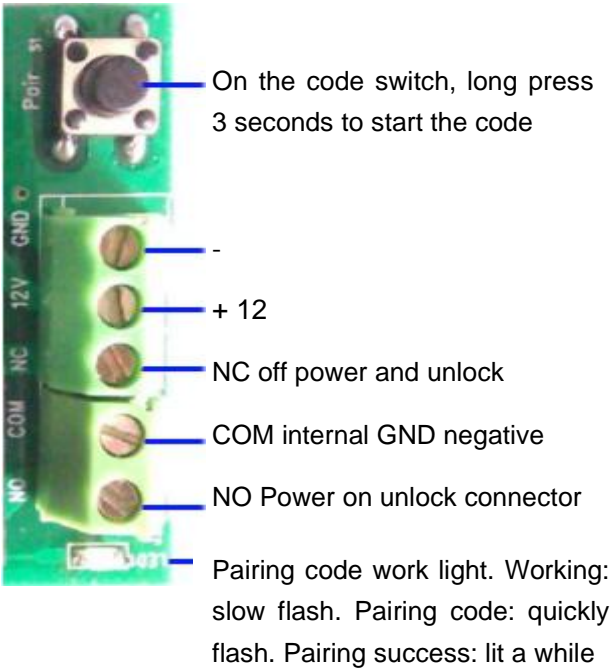 Pair S1
On the code switch, long press
3 seconds to start the code
GND
-
12V
+ 12
NC
NC off power and unlock
COM
COM internal GND negative
NO
NO Power on unlock connector
Pairing code work light. Working:
slow flash. Pairing code: quickly
flash. Pairing success: lit a while